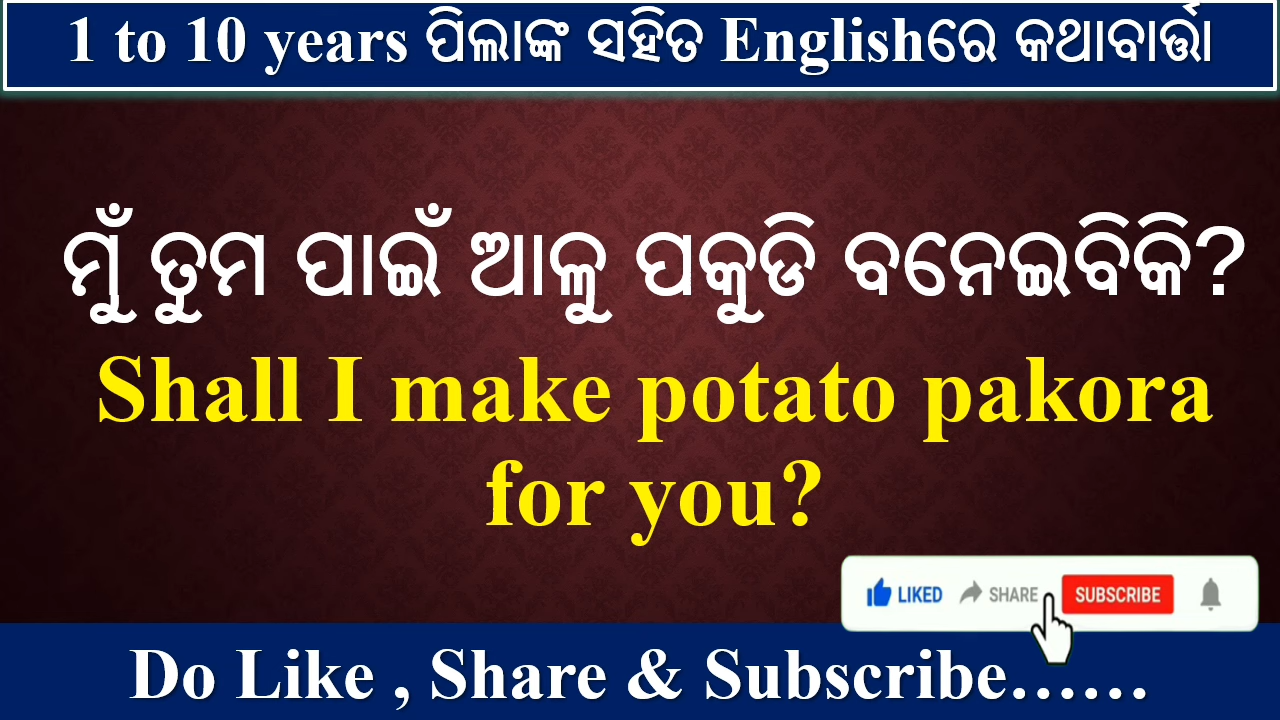 1 to 10 years ପିଲାଙ୍କ ସହିତ Englishରେ କଥାବାର୍ତ୍ତା
ମୁଁ ତୁମ ପାଇଁ ଆଳୁ ପକୁଡି ବନେଇବିକି?
Shall I make potato pakora
for you?
LIKED SHARE SUBSCRIBE
Do Like , Share & Subscribe……